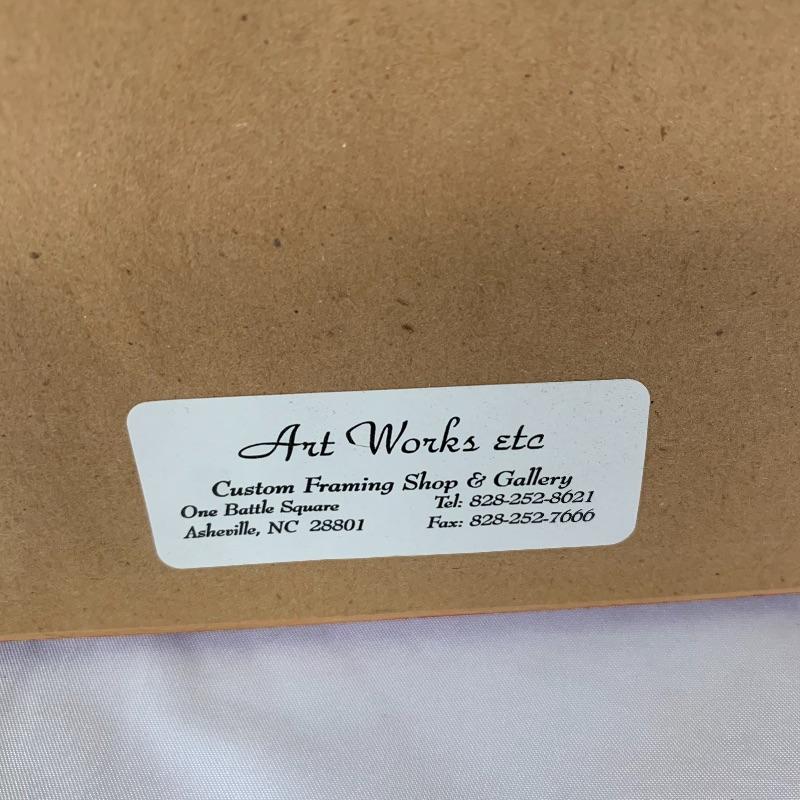 Art Works etc
Custom Framing Shop & Gallery
One Battle Square Tel: 828-252-8621
Asheville, NC 28801 Fax: 828-252-7666